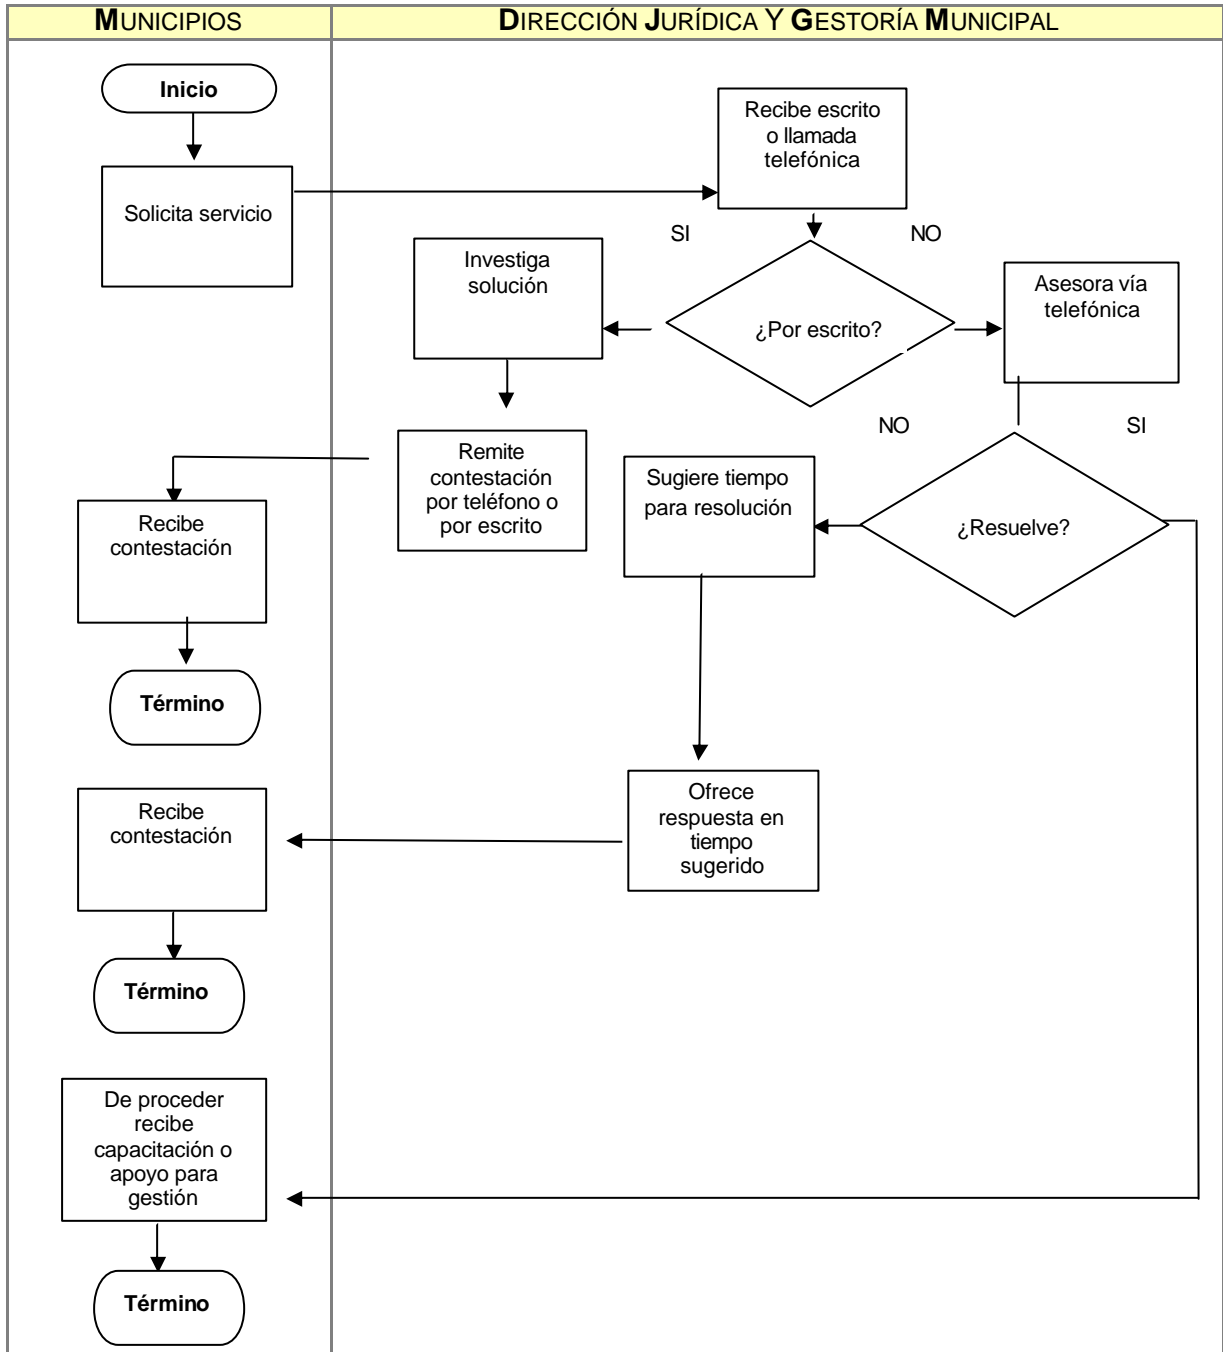 MUNICIPIOS
DIRECCIÓN JURÍDICA Y GESTORÍA MUNICIPAL
Inicio
Solicita servicio
Recibe escrito
o llamada
telefónica
SI
NO
¿Por escrito?
Investiga
solución
Asesora vía
telefónica
Remite
contestación
por teléfono o
por escrito
NO
SI
¿Resuelve?
Sugiere tiempo
para resolución
Recibe
contestación
Término
Ofrece
respuesta en
tiempo
sugerido
Recibe
contestación
Término
De proceder
recibe
capacitación o
apoyo para
gestión
Término